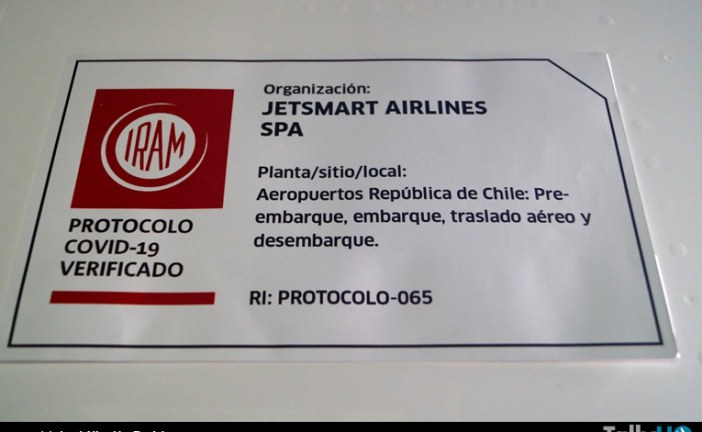 IRAM
PROTOCOLO
COVID-19
VERIFICADO
Organización:
JETSMART AIRLINES
SPA
Planta/sitio/local:
Aeropuertos República de Chile: Pre-
embarque, embarque, traslado aéreo y
desembarque.
RI: PROTOCOLO-065